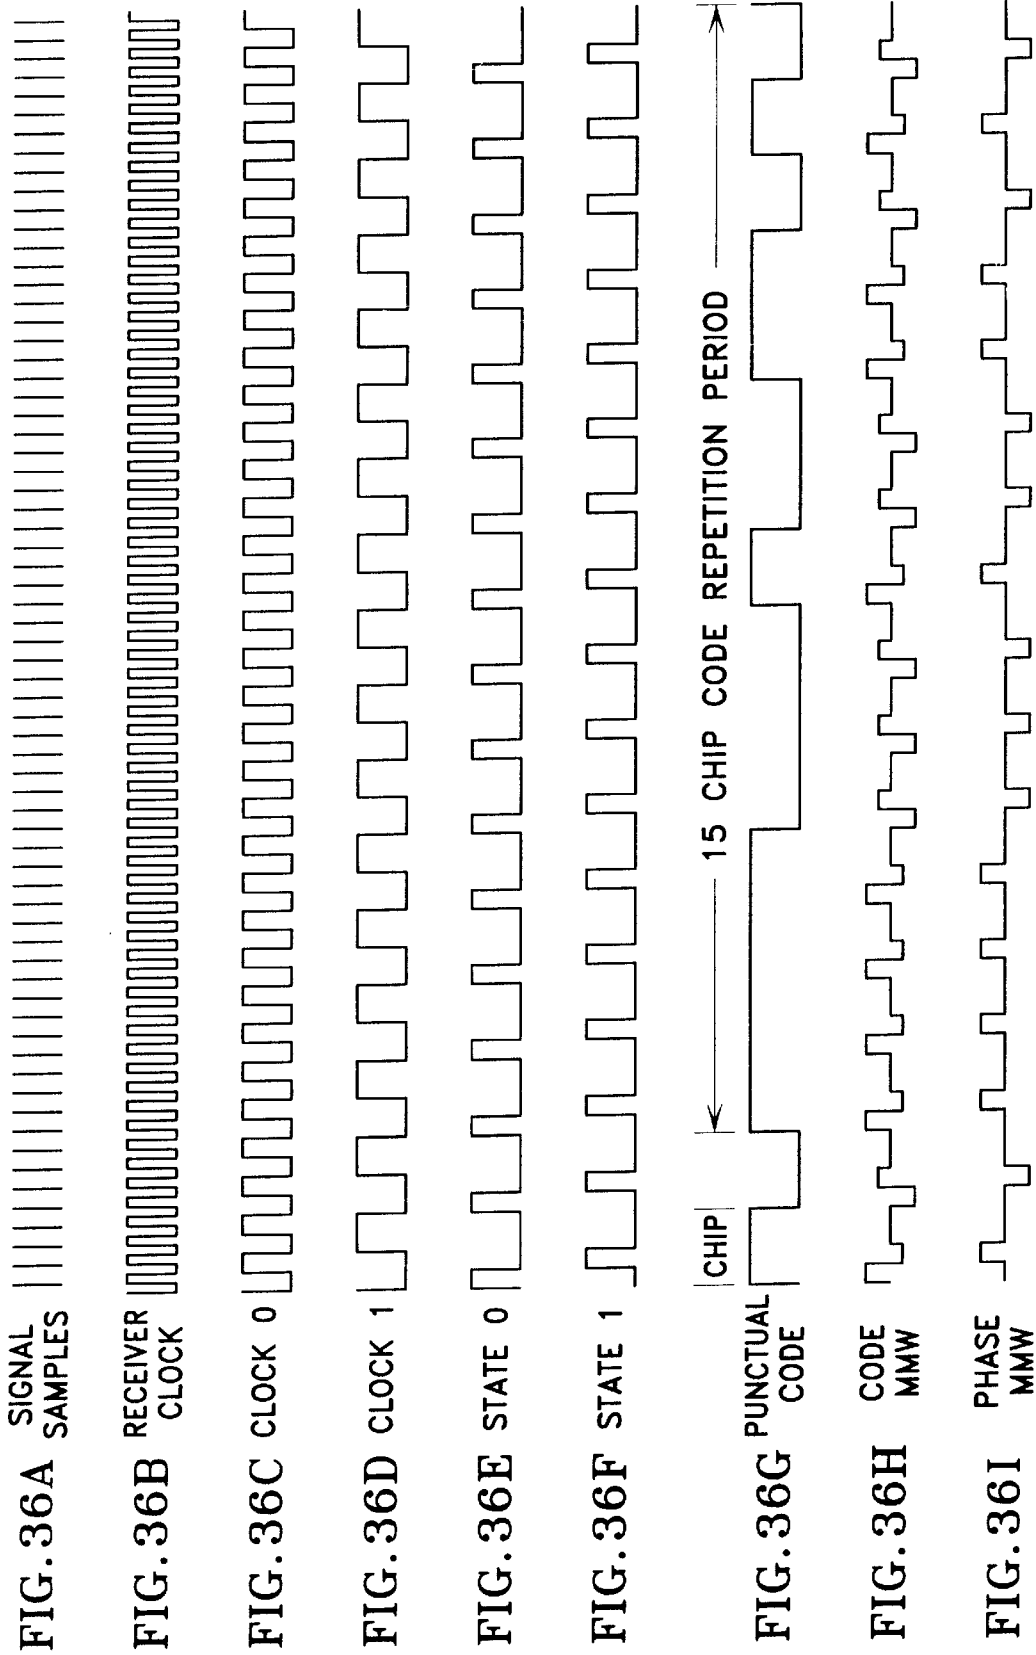 FIG.36A SIGNAL
SAMPLES
FIG.36B RECEIVER
CLOCK
FIG.36C CLOCK 0
FIG.36D CLOCK 1
FIG.36E STATE 0
FIG.36F STATE 1
CHIP
15 CHIP CODE REPETITION PERIOD
FIG.36G PUNCTUAL
CODE
FIG.36H CODE
MMW
FIG.36I PHASE
MMW